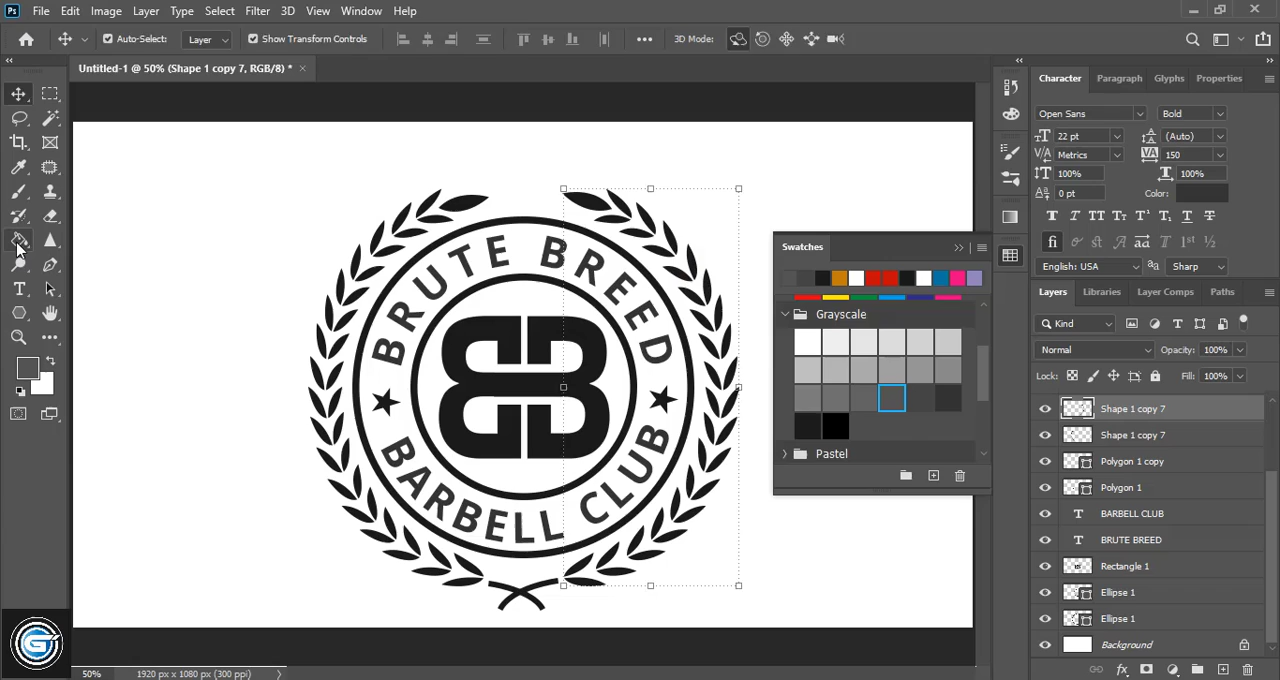 Ps File Edit Image Layer Type Select Filter 3D View Window Help
Auto-Select: Layer Show Transform Controls 3D Mode:
Untitled-1 @ 50% (Shape 1 copy 7, RGB/8) *
Character Paragraph Glyphs Properties
Open Sans Bold
22 pt (Auto)
Metrics 150
100% 100%
0 pt Color:
English: USA Sharp
Layers Libraries Layer Comps Paths
Kind
Normal Opacity: 100%
Lock: Fill: 100%
Shape 1 copy 7
Shape 1 copy 7
Polygon 1 copy
Polygon 1
T BARBELL CLUB
T BRUTE BREED
Rectangle 1
Ellipse 1
Ellipse 1
Background
Swatches
Grayscale
Pastel
BRUTE BREED
BB
BARBELL CLUB
50% 1920 px x 1080 px (300 ppi)